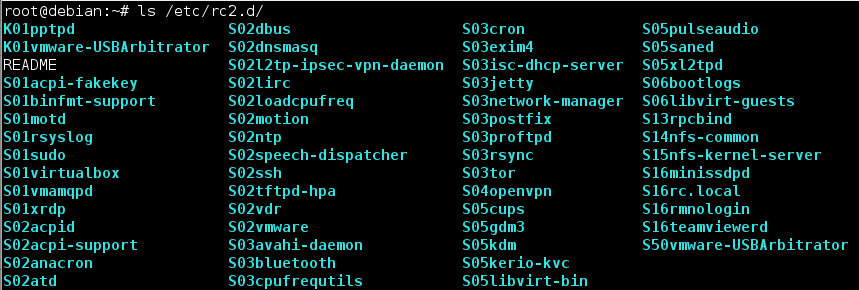 root@debian:~# ls /etc/rc2.d/
K01pptpd S02dbus S03cron S05pulseaudio
K01vmware-USBArbitrator S02dnsmasq S03exim4 S05saned
README S02l2tp-ipsec-vpn-daemon S03isc-dhcp-server S05xl2tpd
S01acpi-fakekey S02lirc S03jetty S06bootlogs
S01binfmt-support S02loadcpufreq S03network-manager S06libvirt-guests
S01motd S02motion S03postfix S13rpcbind
S01rsyslog S02ntp S03proftpd S14nfs-common
S01sudo S02speech-dispatcher S03rsync S15nfs-kernel-server
S01virtualbox S02ssh S03tor S16minissdpd
S01vmamqpd S02tftpd-hpa S04openvpn S16rc.local
S01xrdp S02vdr S05cups S16rmnologin
S02acpid S02vmware S05gdm3 S16teamviewerd
S02acpi-support S03avahi-daemon S05kdm S50vmware-USBArbitrator
S02anacron S03bluetooth S05kerio-kvc
S02atd S03cpufrequtils S05libvirt-bin